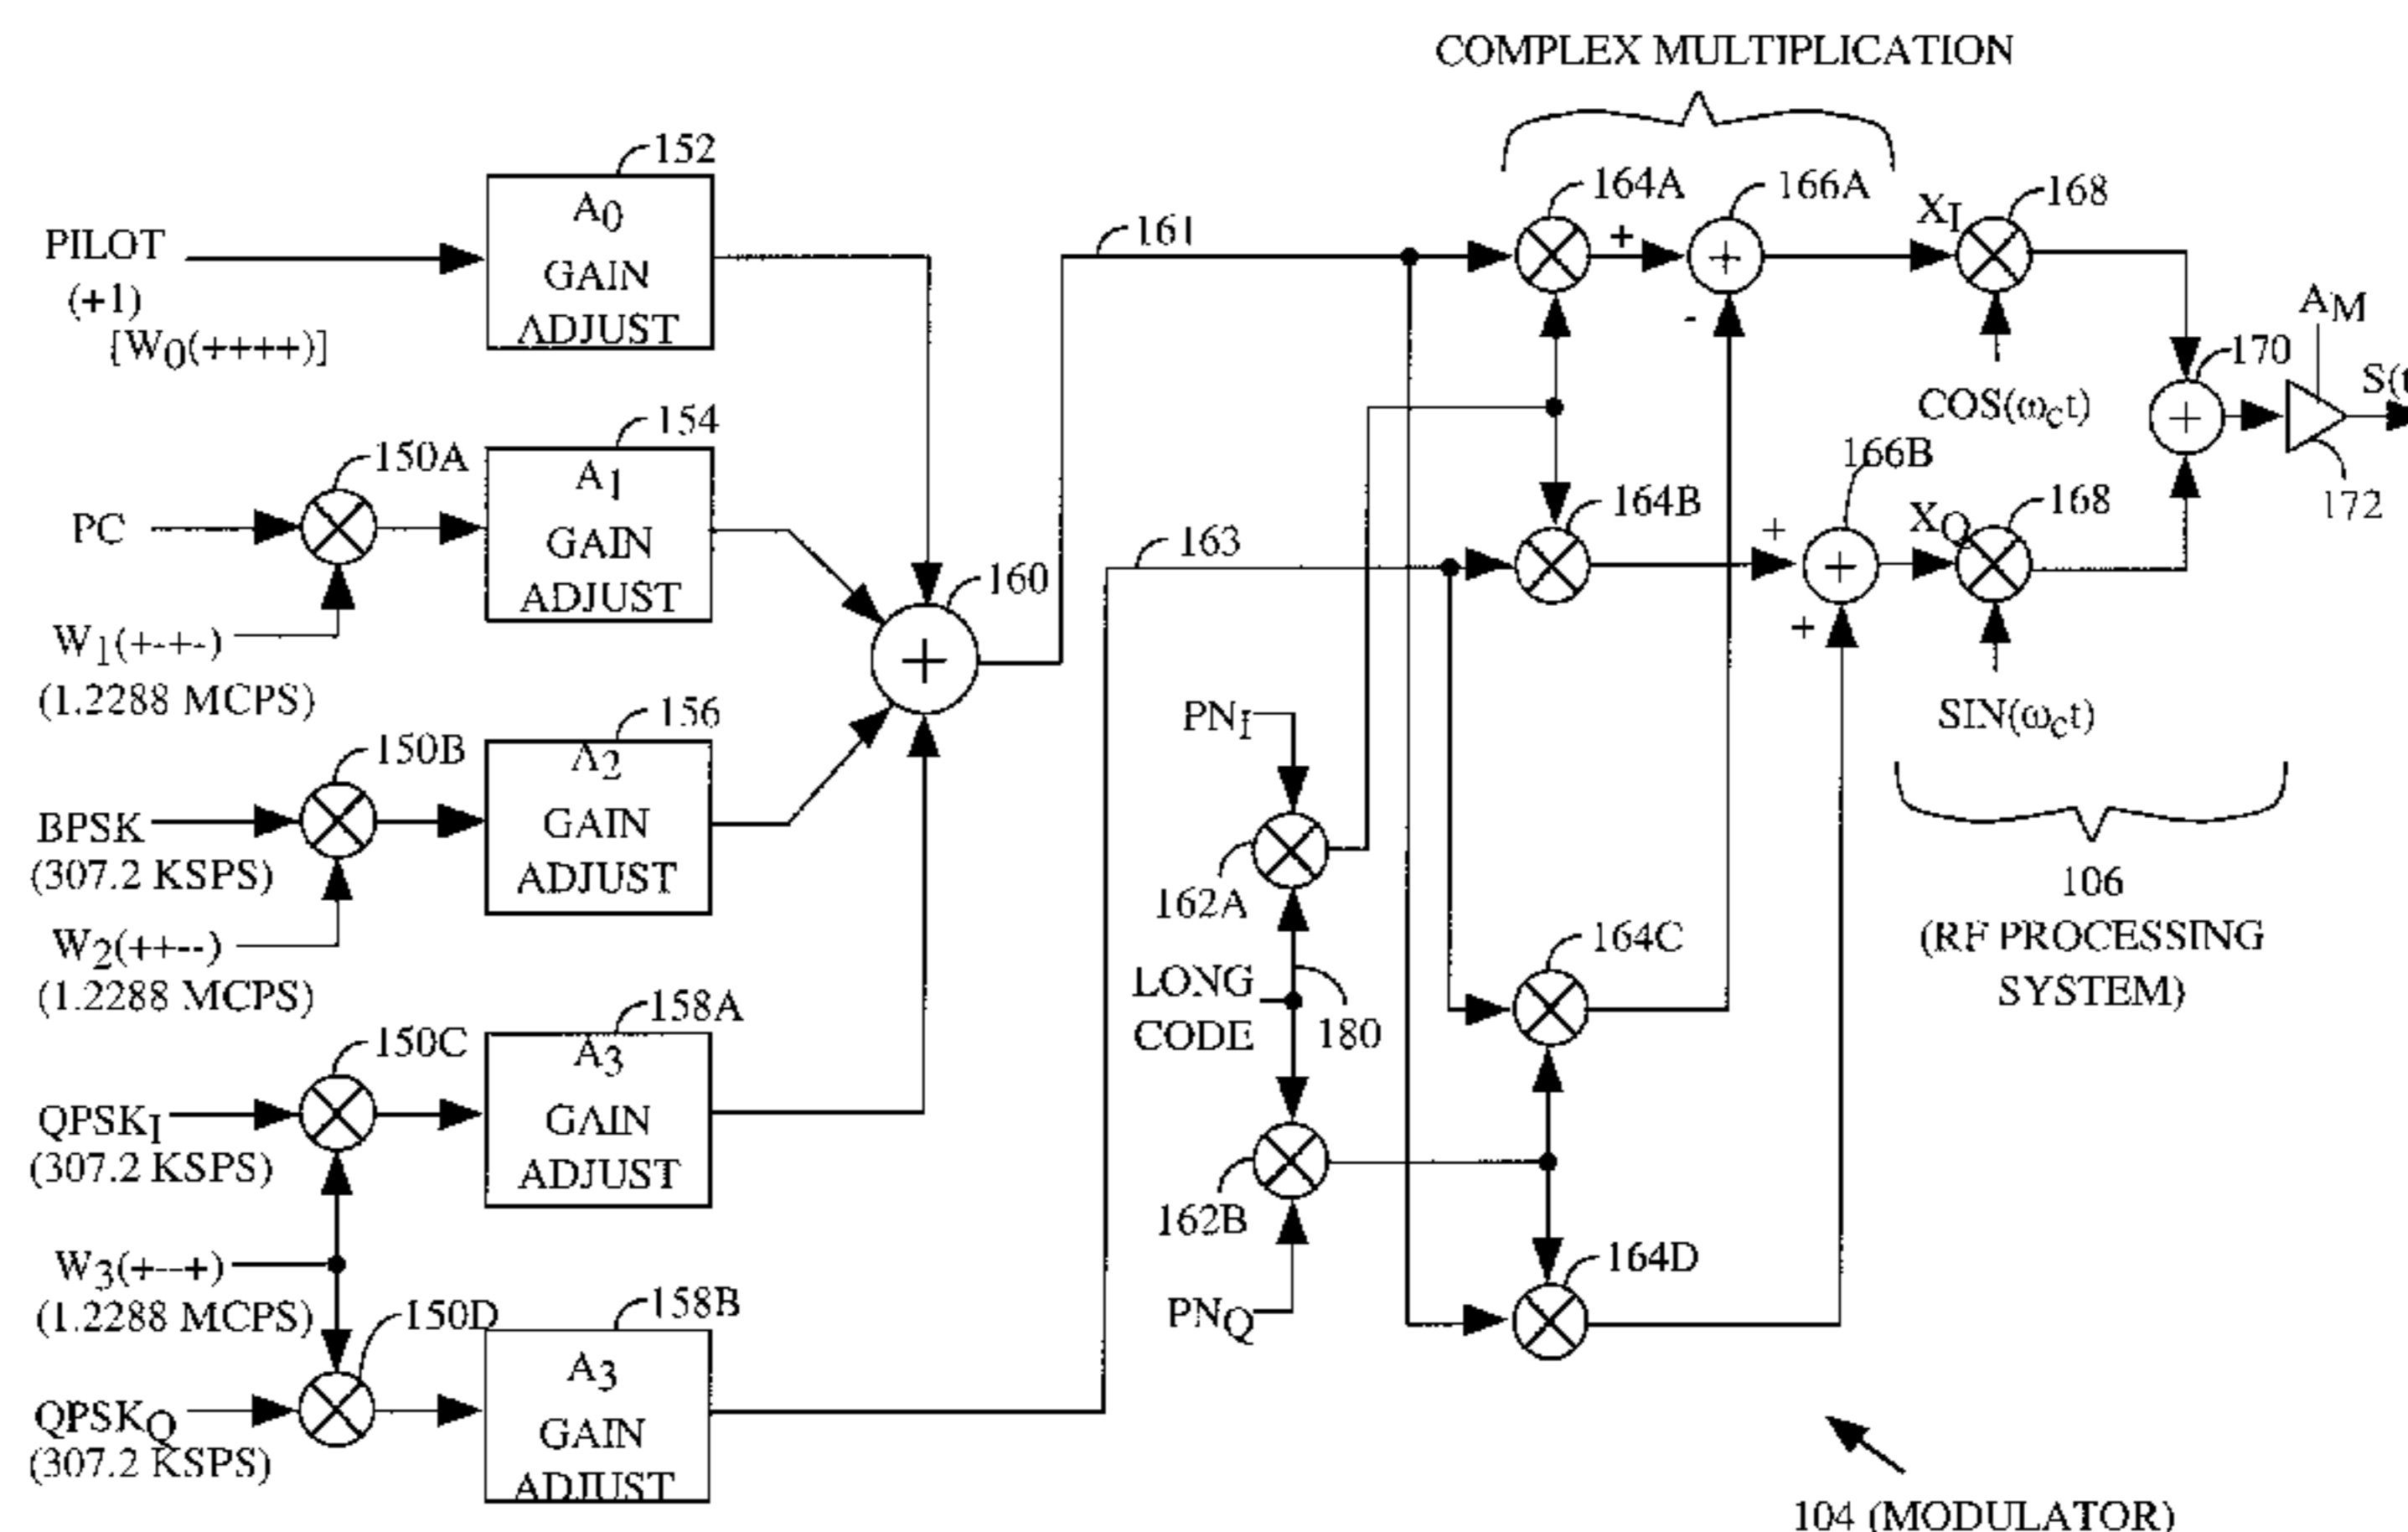 COMPLEX MULTIPLICATION
152
A0
GAIN
ADJUST
PILOT
(+1)
[W0(++++)]
161
164A
+
166A
+
-
XI
168
COS(ωct)
AM
170
+
172
154
A1
GAIN
ADJUST
150A
PC
W1(+-+-)
(1.2288 MCPS)
160
+
163
164B
166B
+
+
+
XQ
168
SIN(ωct)
156
A2
GAIN
ADJUST
150B
BPSK
(307.2 KSPS)
W2(++--)
(1.2288 MCPS)
PNI
162A
LONG
CODE
180
162B
PNQ
164C
164D
106
(RF PROCESSING
SYSTEM)
158A
A3
GAIN
ADJUST
150C
QPSKI
(307.2 KSPS)
W3(+--+)
(1.2288 MCPS)
150D
158B
A3
GAIN
ADJUST
QPSKQ
(307.2 KSPS)
104 (MODULATOR)